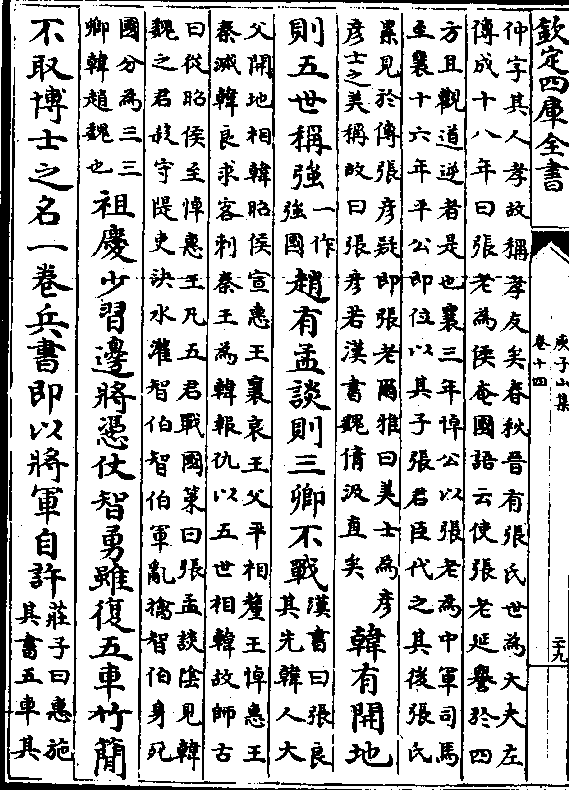 欽定四庫全書
庾子山集
卷十四
二十九
仲字其人孝故稱孝友矣春秋晉有張氏世為大夫左
傳成十八年曰張老為侯奄國語云使張老延譽於四
方且觀道逆者是也襄三年悼公以張老為中軍司馬
至襄十六年平公即位以其子張君臣代之其後張氏
累見於傳張彥疑即張老爾雅曰美士為彥
彥士之美稱故曰張彥若漢書魏倩汲直矣
韓有開地
則五世稱強
一作
強國
趙有孟談則三卿不戰
漢書曰張良
其先韓人大
父開地相韓昭侯宣惠王襄哀王父平相釐王悼惠王
秦滅韓良求客刺秦王為韓報仇以五世相韓故師古
曰從昭侯至悼惠王凡五君戰國策曰張孟談陰見韓
魏之君殺守隄吏決水灌智伯智伯軍亂擒智伯身死
國分為三三
卿韓趙魏也
祖慶少習邊將憑仗智勇雖復五車竹簡
不取博士之名一卷兵書即以將軍自許
莊子曰惠施
其書五車其